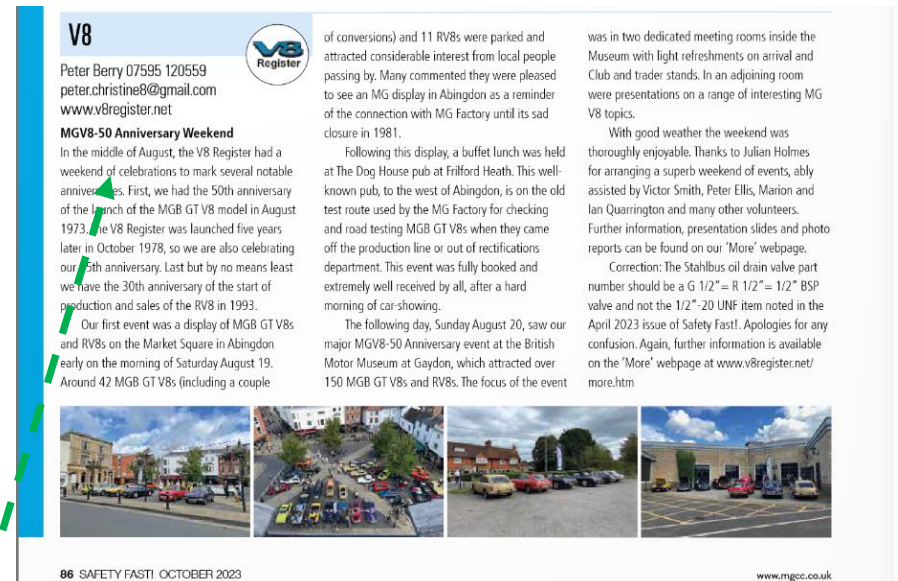 V8
V8
Register
Peter Berry 07595 120559
peter.christine8@gmail.com
www.v8register.net
MGV8-50 Anniversary Weekend
In the middle of August, the V8 Register had a
weekend of celebrations to mark several notable
anniversaries. First, we had the 50th anniversary
of the launch of the MGB GT V8 model in August
1973. The V8 Register was launched five years
later in October 1978, so we are also celebrating
our 45th anniversary. Last but by no means least
we have the 30th anniversary of the start of
production and sales of the RV8 in 1993.
Our first event was a display of MGB GT V8s
and RV8s on the Market Square in Abingdon
early on the morning of Saturday August 19.
Around 42 MGB GT V8s (including a couple
of conversions) and 11 RV8s were parked and
attracted considerable interest from local people
passing by. Many commented they were pleased
to see an MG display in Abingdon as a reminder
of the connection with MG Factory until its sad
closure in 1981.
Following this display, a buffet lunch was held
at The Dog House pub at Frilford Heath. This well-
known pub, to the west of Abingdon, is on the old
test route used by the MG Factory for checking
and road testing MGB GT V8s when they came
off the production line or out of rectifications
department. This event was fully booked and
extremely well received by all, after a hard
morning of car-showing.
The following day, Sunday August 20, saw our
major MGV8-50 Anniversary event at the British
Motor Museum at Gaydon, which attracted over
150 MGB GT V8s and RV8s. The focus of the event
was in two dedicated meeting rooms inside the
Museum with light refreshments on arrival and
Club and trader stands. In an adjoining room
were presentations on a range of interesting MG
V8 topics.
With good weather the weekend was
thoroughly enjoyable. Thanks to Julian Holmes
for arranging a superb weekend of events, ably
assisted by Victor Smith, Peter Ellis, Marion and
Ian Quarrington and many other volunteers.
Further information, presentation slides and photo
reports can be found on our 'More' webpage.
Correction: The Stahlbus oil drain valve part
number should be a G 1/2" = R 1/2" = 1/2" BSP
valve and not the 1/2"-20 UNF item noted in the
April 2023 issue of Safety Fast!. Apologies for any
confusion. Again, further information is available
on the 'More' webpage at www.v8register.net/
more.htm
86 SAFETY FAST! OCTOBER 2023
www.mgcc.co.uk